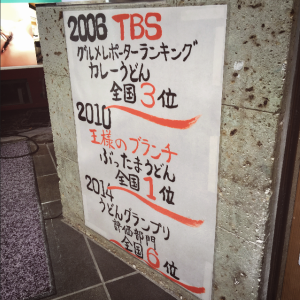 2006 TBS
グルメレポーターランキング
カレーうどん
全国3位
2010
王様のブランチ
ぶったまうどん
全国1位
2014
うどんグランプリ
評価部門
全国6位